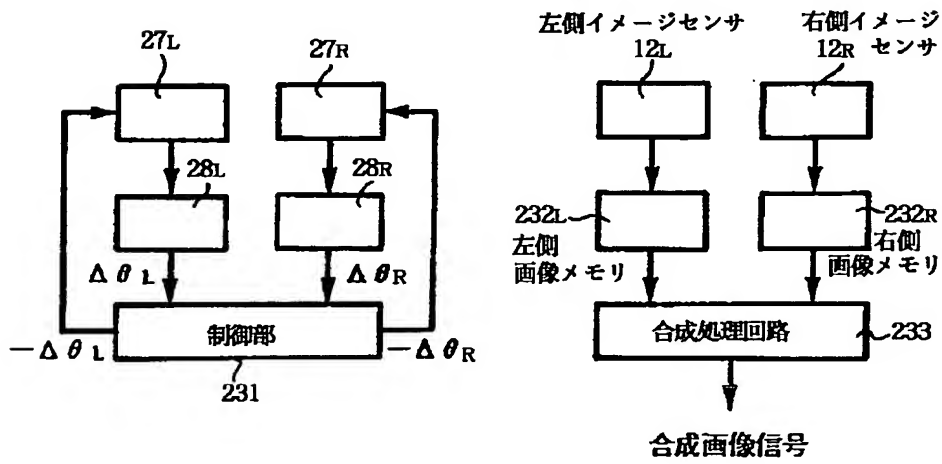 27L
27R
28L
28R
ΔθL
ΔθR
制御部
−ΔθL
−ΔθR
231
左側イメージセンサ
12L
右側イメージ
12R センサ
232L
左側
画像メモリ
232R
右側
画像メモリ
合成処理回路
233
合成画像信号